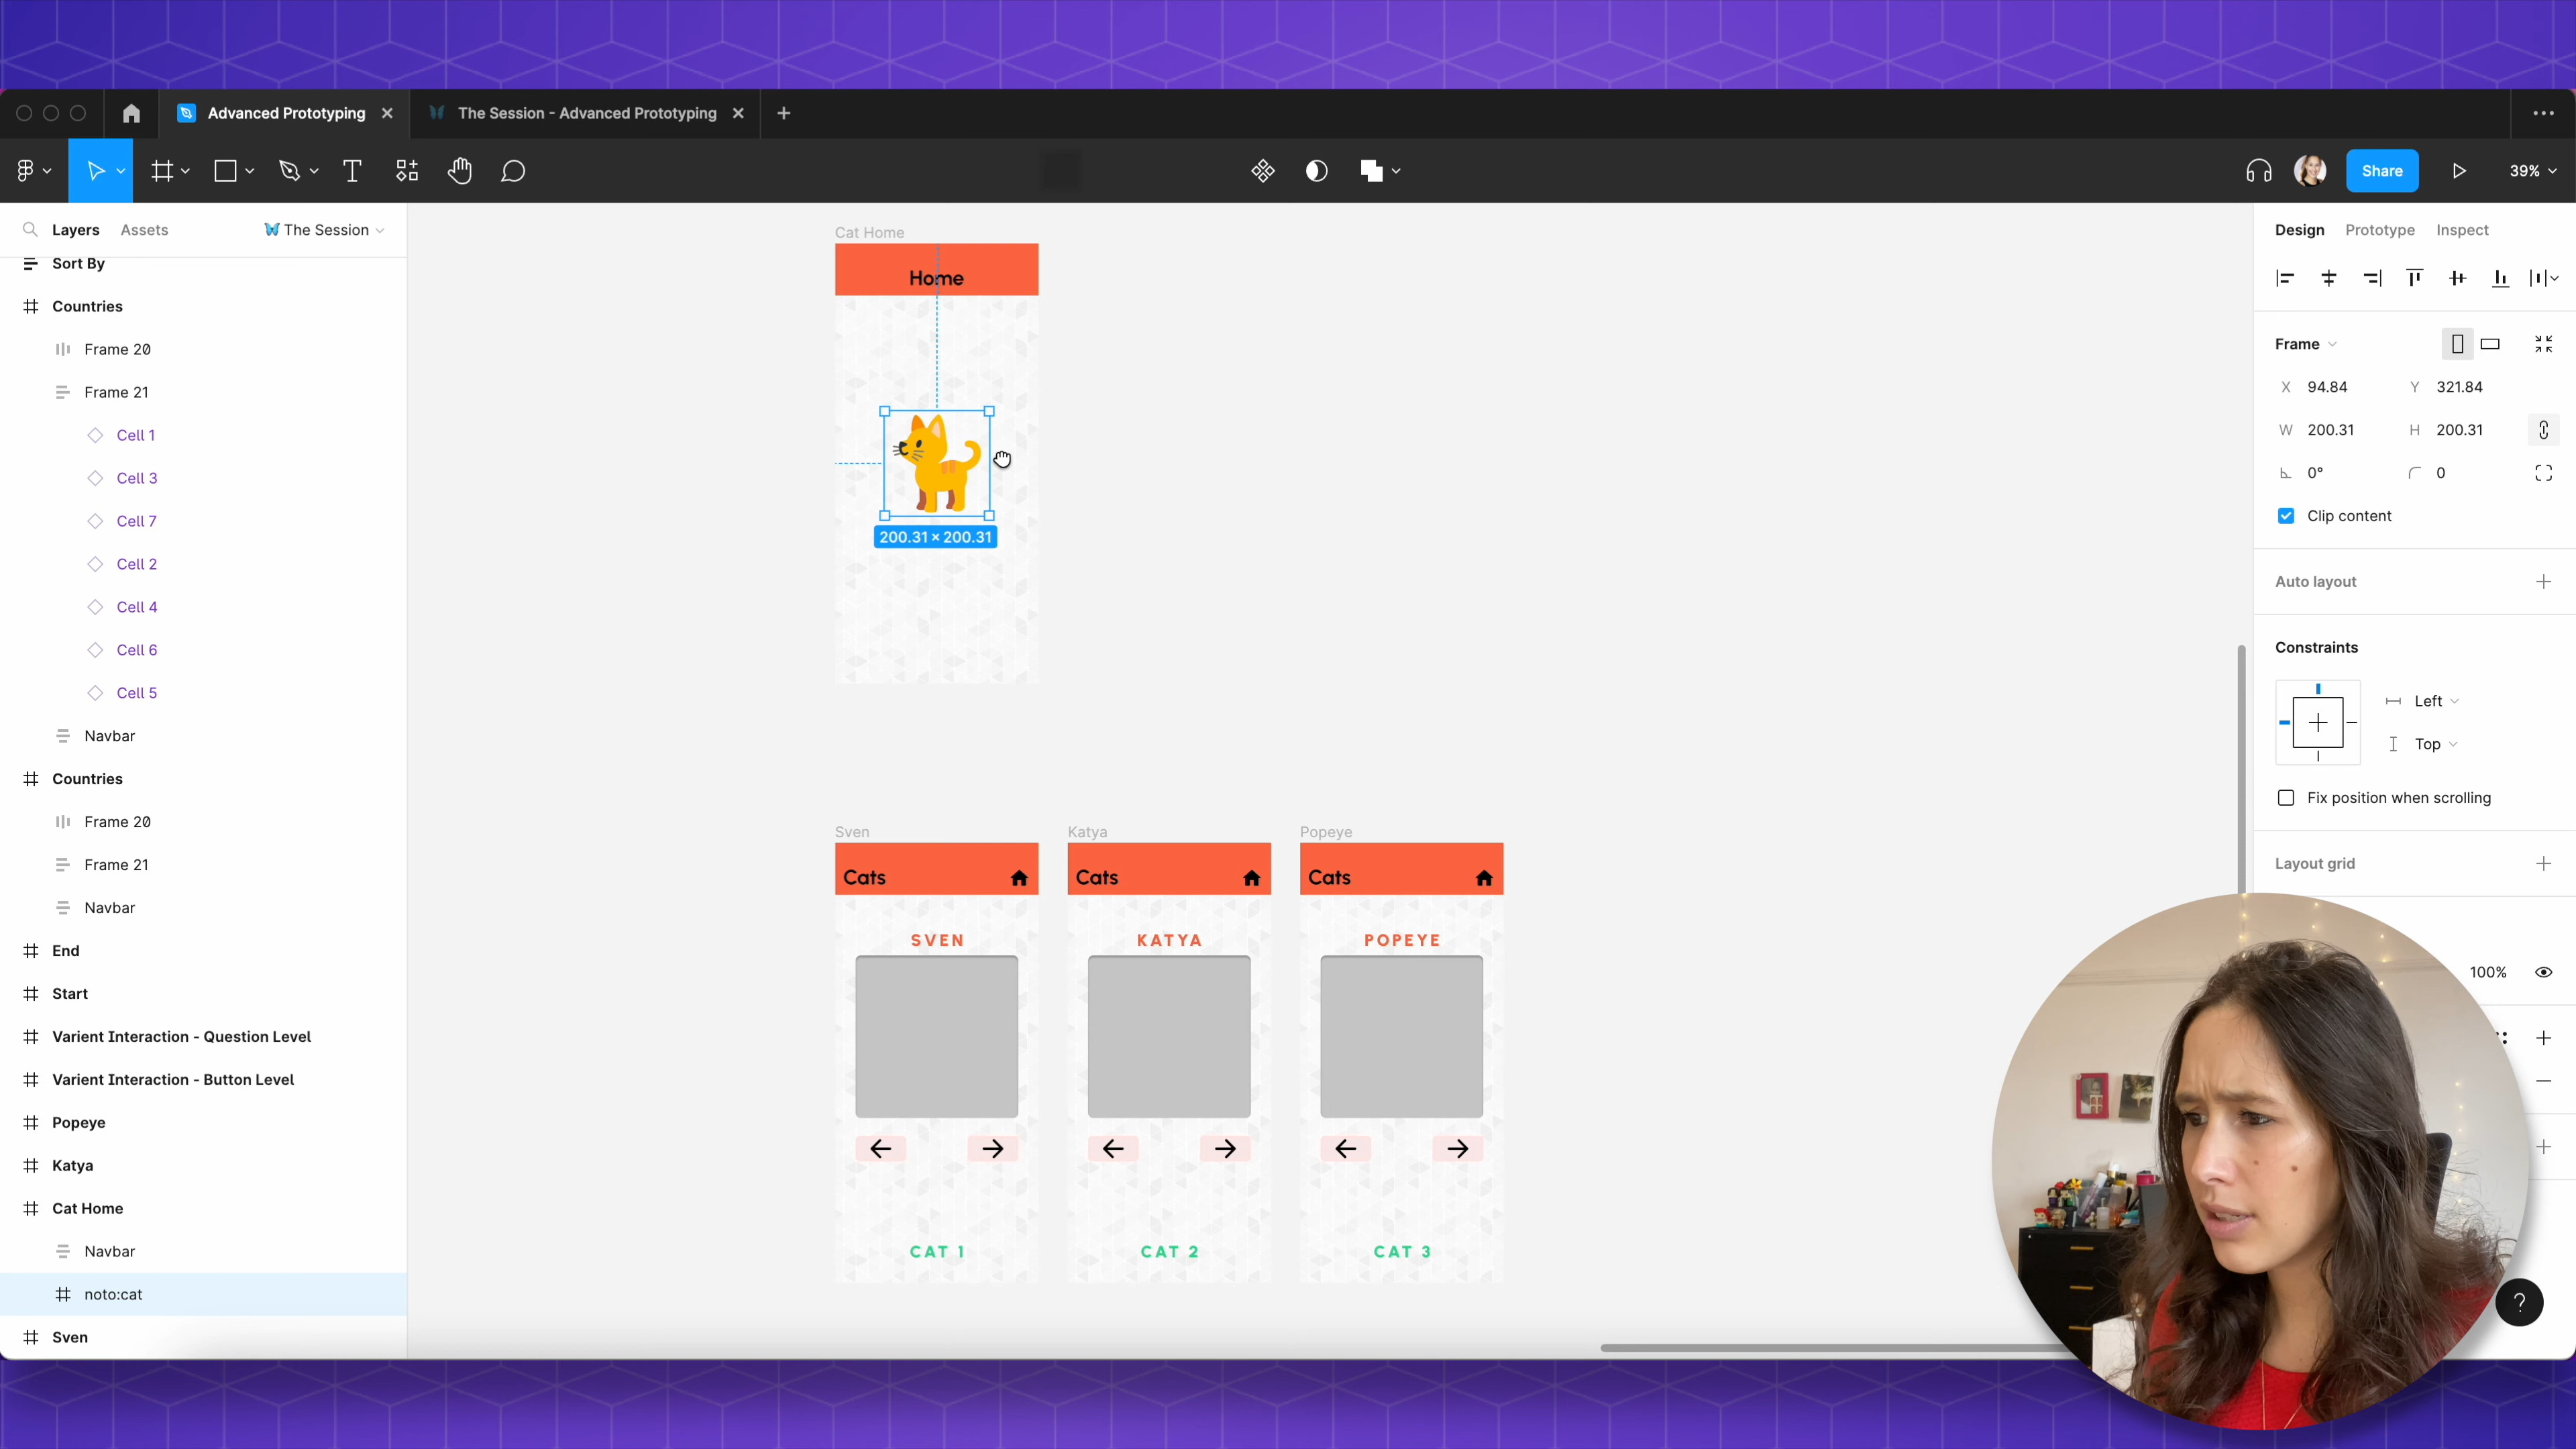 Advanced Prototyping
The Session - Advanced Prototyping
Share
39%
Layers
Assets
The Session
Sort By
Countries
Frame 20
Frame 21
Cell 1
Cell 3
Cell 7
Cell 2
Cell 4
Cell 6
Cell 5
Navbar
Countries
Frame 20
Frame 21
Navbar
End
Start
Varient Interaction - Question Level
Varient Interaction - Button Level
Popeye
Katya
Cat Home
Navbar
noto:cat
Sven
Cat Home
Home
200.31 × 200.31
Sven
Cats
SVEN
CAT 1
Katya
Cats
KATYA
CAT 2
Popeye
Cats
POPEYE
CAT 3
Design
Prototype
Inspect
Frame
X 94.84 Y 321.84
W 200.31 H 200.31
0° 0
Clip content
Auto layout
Constraints
Left
Top
Fix position when scrolling
Layout grid
100%
?